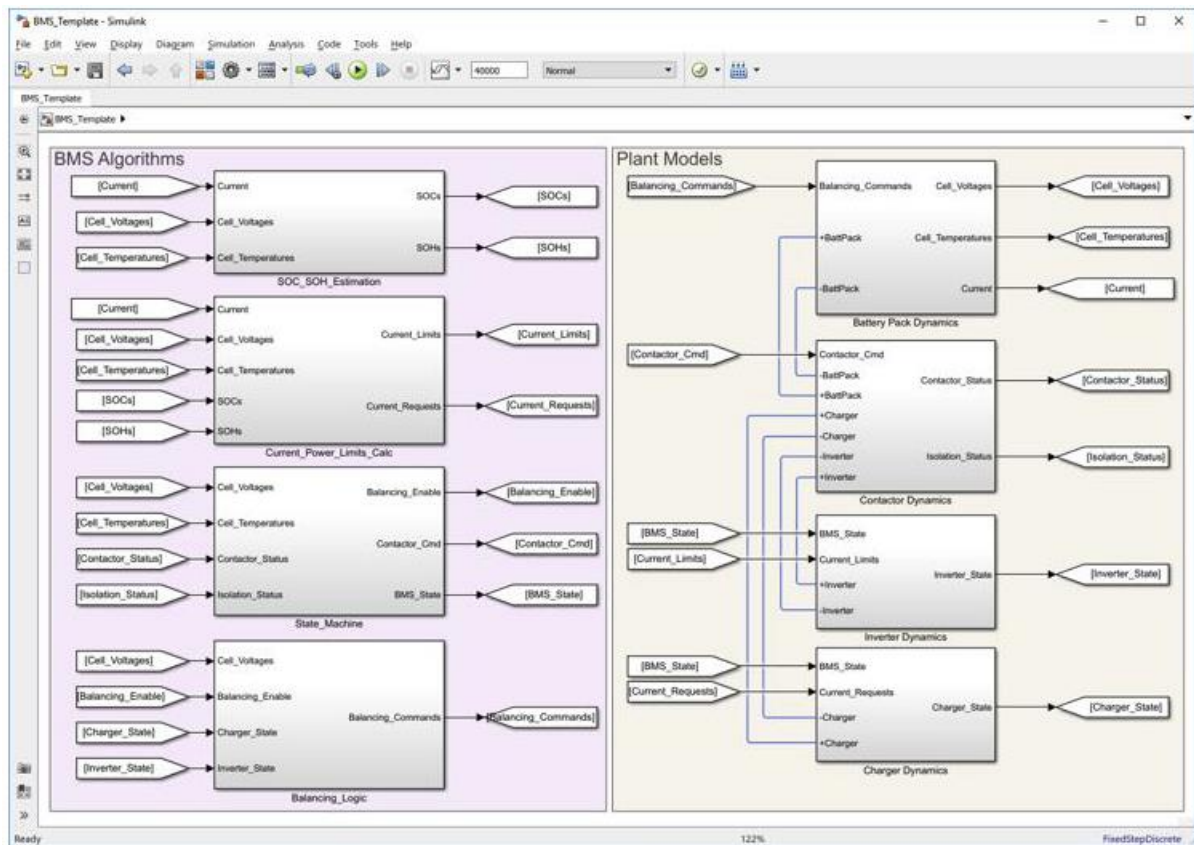 BMS_Template - Simulink
File Edit View Display Diagram Simulation Analysis Code Tools Help
40000 Normal
BMS_Template
BMS_Template
BMS Algorithms
[Current] Current
[Cell_Voltages] Cell_Voltages
[Cell_Temperatures] Cell_Temperatures
SOCs [SOCs]
SOHs [SOHs]
SOC_SOH_Estimation
[Current] Current
[Cell_Voltages] Cell_Voltages
[Cell_Temperatures] Cell_Temperatures
[SOCs] SOCs
[SOHs] SOHs
Current_Limits [Current_Limits]
Current_Requests [Current_Requests]
Current_Power_Limits_Calc
[Cell_Voltages] Cell_Voltages
[Cell_Temperatures] Cell_Temperatures
[Contactor_Status] Contactor_Status
[Isolation_Status] Isolation_Status
Balancing_Enable [Balancing_Enable]
Contactor_Cmd [Contactor_Cmd]
BMS_State [BMS_State]
State_Machine
[Cell_Voltages] Cell_Voltages
[Balancing_Enable] Balancing_Enable
[Charger_State] Charger_State
[Inverter_State] Inverter_State
Balancing_Commands [Balancing_Commands]
Balancing_Logic
Plant Models
[Balancing_Commands] Balancing_Commands
+BattPack
-BattPack
Cell_Voltages [Cell_Voltages]
Cell_Temperatures [Cell_Temperatures]
Current [Current]
Battery Pack Dynamics
[Contactor_Cmd] Contactor_Cmd
-BattPack
+BattPack
+Charger
-Charger
-Inverter
+Inverter
Contactor_Status [Contactor_Status]
Isolation_Status [Isolation_Status]
Contactor Dynamics
[BMS_State] BMS_State
[Current_Limits] Current_Limits
+Inverter
-Inverter
Inverter_State [Inverter_State]
Inverter Dynamics
[BMS_State] BMS_State
[Current_Requests] Current_Requests
-Charger
+Charger
Charger_State [Charger_State]
Charger Dynamics
Ready 122% FixedStepDiscrete